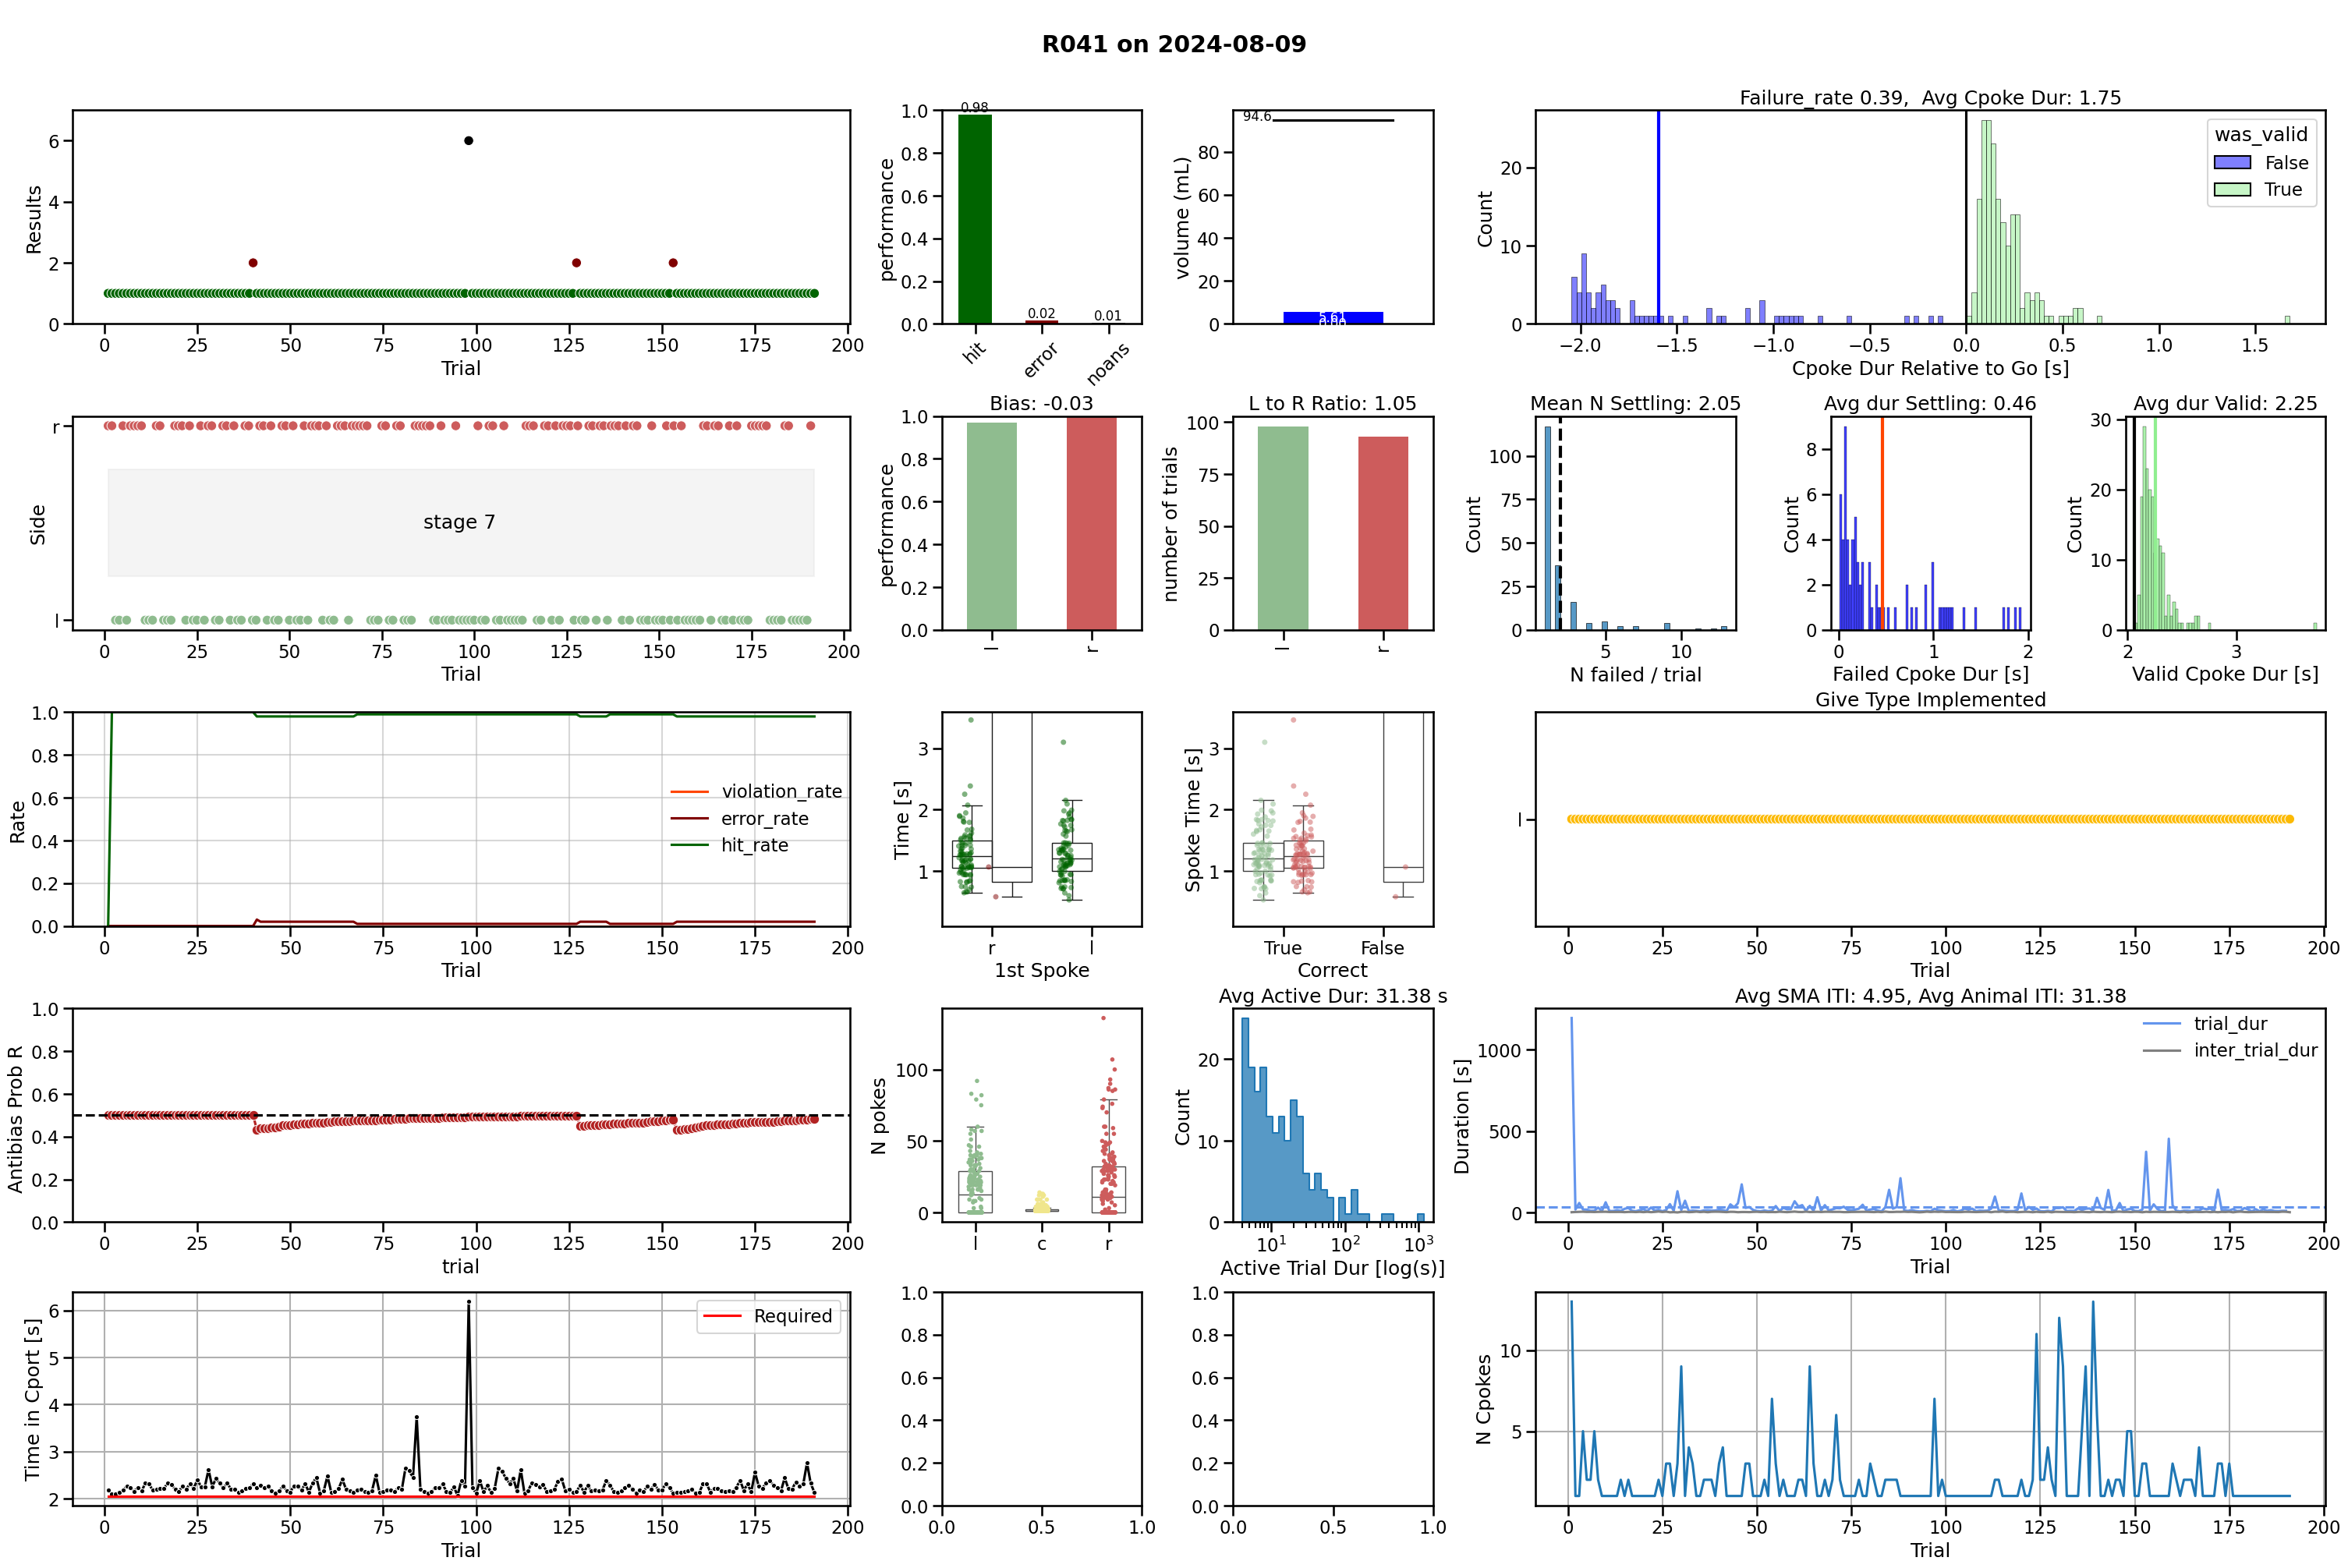 R041 on 2024-08-09
Results
6
4
2
0
0 25 50 75 100 125 150 175 200
Trial
performance
1.0
0.8
0.6
0.4
0.2
0.0
0.98
0.02
0.01
hit error noans
volume (mL)
80
60
40
20
0
94.6
5.61
Failure_rate 0.39, Avg Cpoke Dur: 1.75
Count
20
10
0
was_valid
False
True
−2.0 −1.5 −1.0 −0.5 0.0 0.5 1.0 1.5
Cpoke Dur Relative to Go [s]
Side
r
l
stage 7
0 25 50 75 100 125 150 175 200
Trial
Bias: -0.03
performance
1.0
0.8
0.6
0.4
0.2
0.0
l r
L to R Ratio: 1.05
number of trials
100
75
50
25
0
l r
Mean N Settling: 2.05
Count
100
75
50
25
0
5 10
N failed / trial
Avg dur Settling: 0.46
Count
8
6
4
2
0
0 1 2
Failed Cpoke Dur [s]
Avg dur Valid: 2.25
Count
30
20
10
0
2 3
Valid Cpoke Dur [s]
Rate
1.0
0.8
0.6
0.4
0.2
0.0
violation_rate
error_rate
hit_rate
0 25 50 75 100 125 150 175 200
Trial
Time [s]
3
2
1
r l
1st Spoke
Spoke Time [s]
3
2
1
True False
Correct
Give Type Implemented
l
0 25 50 75 100 125 150 175 200
Trial
Antibias Prob R
1.0
0.8
0.6
0.4
0.2
0.0
0 25 50 75 100 125 150 175 200
trial
N pokes
100
50
0
l c r
Avg Active Dur: 31.38 s
Count
20
10
0
10¹ 10² 10³
Active Trial Dur [log(s)]
Avg SMA ITI: 4.95, Avg Animal ITI: 31.38
Duration [s]
1000
500
0
trial_dur
inter_trial_dur
0 25 50 75 100 125 150 175 200
Trial
Time in Cport [s]
6
5
4
3
2
Required
0 25 50 75 100 125 150 175 200
Trial
1.0
0.8
0.6
0.4
0.2
0.0
0.0 0.5 1.0
1.0
0.8
0.6
0.4
0.2
0.0
0.0 0.5 1.0
N Cpokes
10
5
0 25 50 75 100 125 150 175 200
Trial